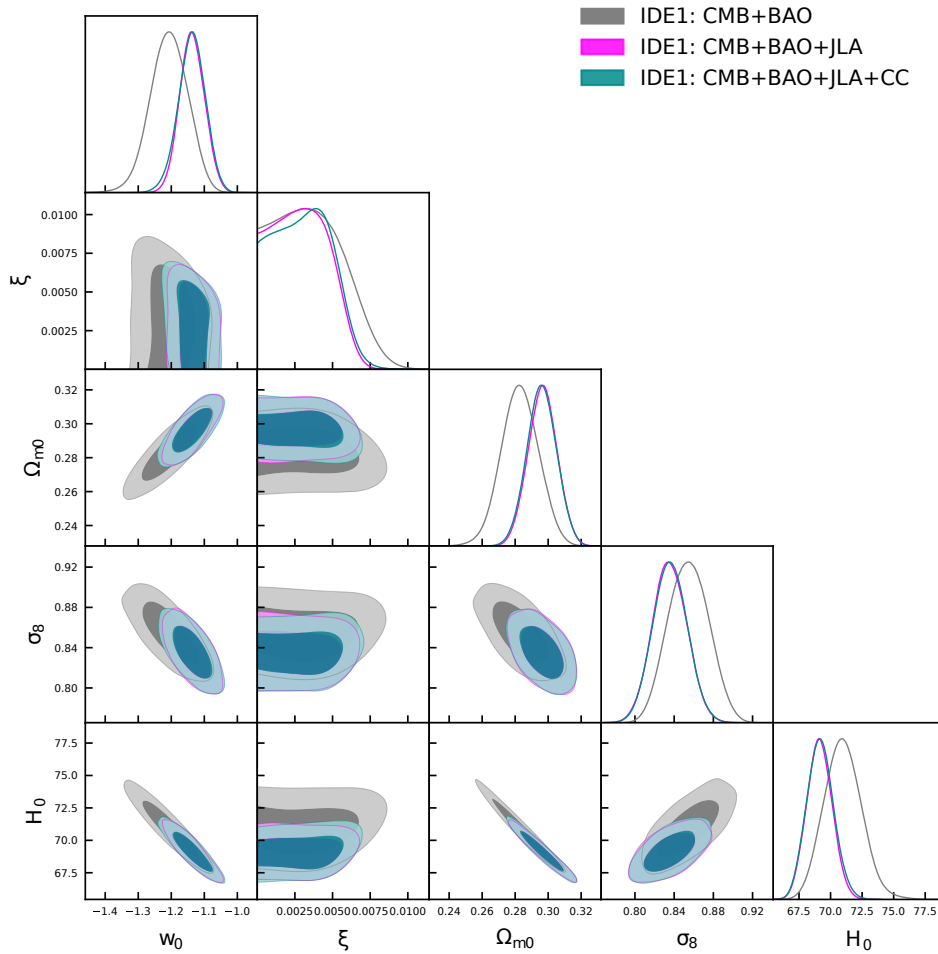 IDE1: CMB+BAO
IDE1: CMB+BAO+JLA
IDE1: CMB+BAO+JLA+CC
0.0100
0.0075
0.0050
0.0025
ξ
0.32
0.30
0.28
0.26
0.24
Ωm0
0.92
0.88
0.84
0.80
σ8
77.5
75.0
72.5
70.0
67.5
H0
−1.4 −1.3 −1.2 −1.1 −1.0
0.0025 0.0050 0.0075 0.0100
0.24 0.28 0.30 0.32
0.80 0.84 0.88 0.92
67.5 70.0 72.5 75.0 77.5
w0 ξ Ωm0 σ8 H0